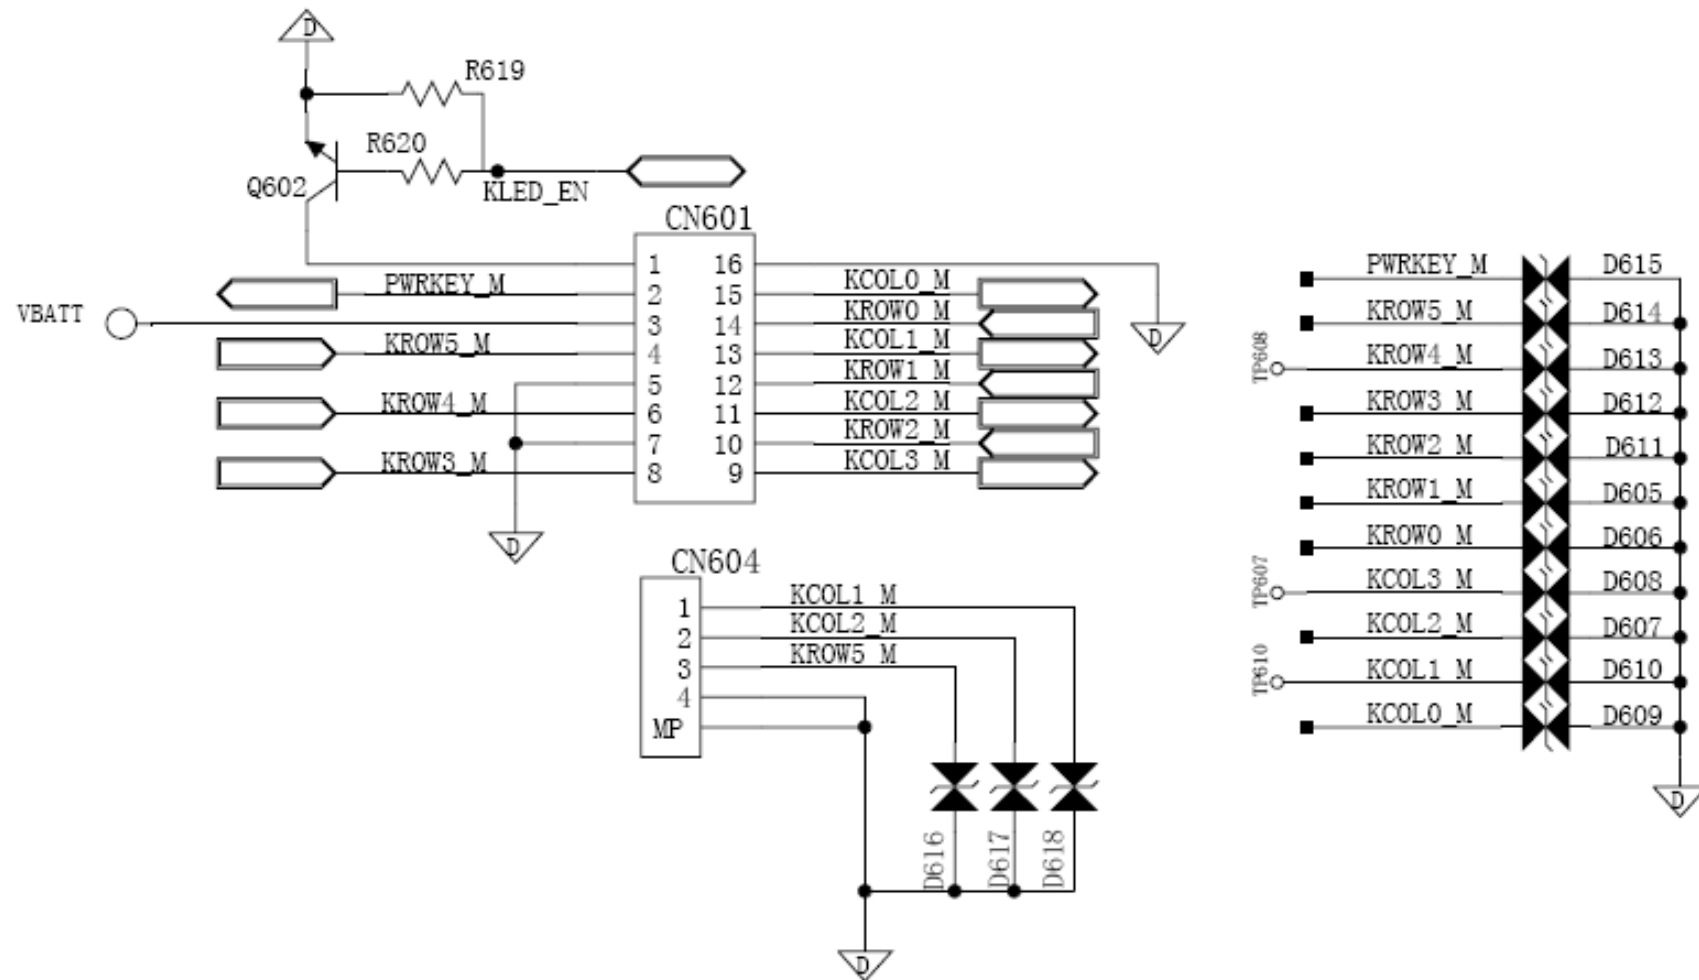 D
R619
R620
Q602
KLED_EN
CN601
1 16
PWRKEY_M 2 15 KCOL0_M
VBATT 3 14 KROW0_M
KROW5_M 4 13 KCOL1_M
5 12 KROW1_M
KROW4_M 6 11 KCOL2_M
7 10 KROW2_M
KROW3_M 8 9 KCOL3_M
D
D
CN604
1 KCOL1_M
2 KCOL2_M
3 KROW5_M
4
MP
D616 D617 D618
D
PWRKEY_M D615
KROW5_M D614
TP608 KROW4_M D613
KROW3_M D612
KROW2_M D611
KROW1_M D605
KROW0_M D606
TP607 KCOL3_M D608
KCOL2_M D607
TP610 KCOL1_M D610
KCOL0_M D609
D